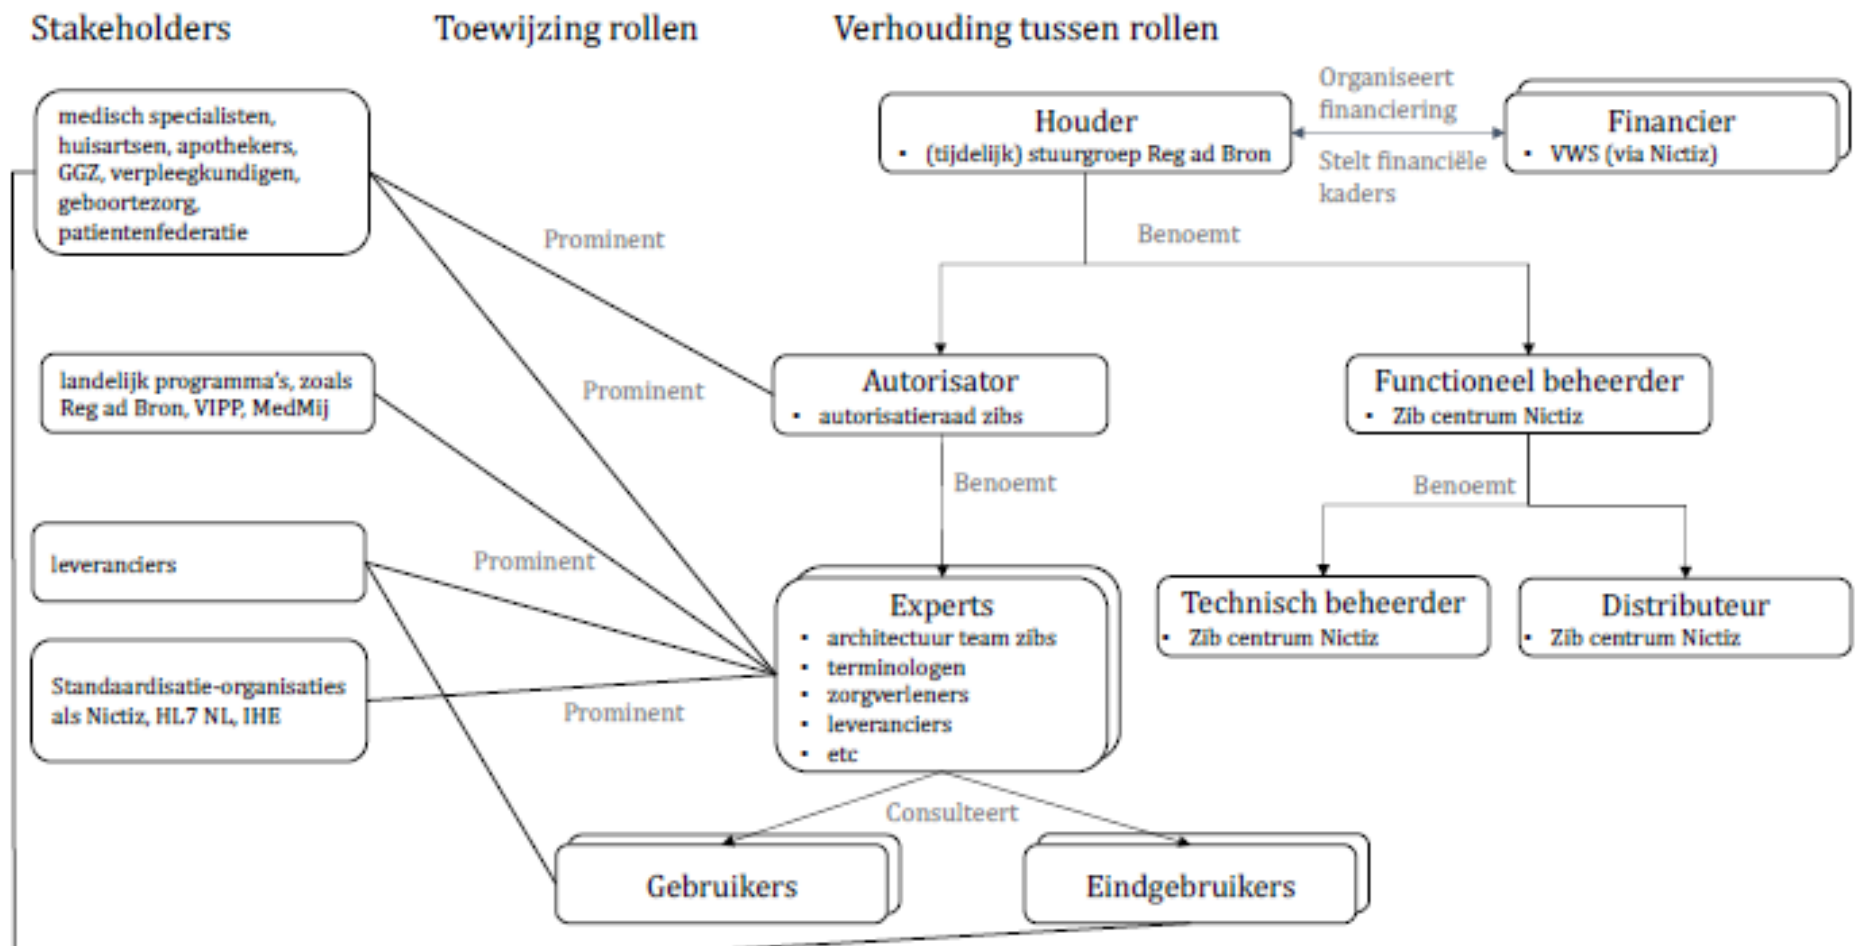 Stakeholders
Toewijzing rollen
Verhouding tussen rollen
medisch specialisten,
huisartsen, apothekers,
GGZ, verpleegkundigen,
geboortezorg,
patientenfederatie
landelijk programma's, zoals
Reg ad Bron, VIPP, MedMij
leveranciers
Standaardisatie-organisaties
als Nictiz, HL7 NL, IHE
Prominent
Prominent
Prominent
Prominent
Houder
▪ (tijdelijk) stuurgroep Reg ad Bron
Organiseert
financiering
Stelt financiële
kaders
Financier
▪ VWS (via Nictiz)
Benoemt
Autorisator
▪ autorisatieraad zibs
Functioneel beheerder
▪ Zib centrum Nictiz
Benoemt
Benoemt
Experts
▪ architectuur team zibs
▪ terminologen
▪ zorgverleners
▪ leveranciers
▪ etc
Technisch beheerder
▪ Zib centrum Nictiz
Distributeur
▪ Zib centrum Nictiz
Consulteert
Gebruikers
Eindgebruikers